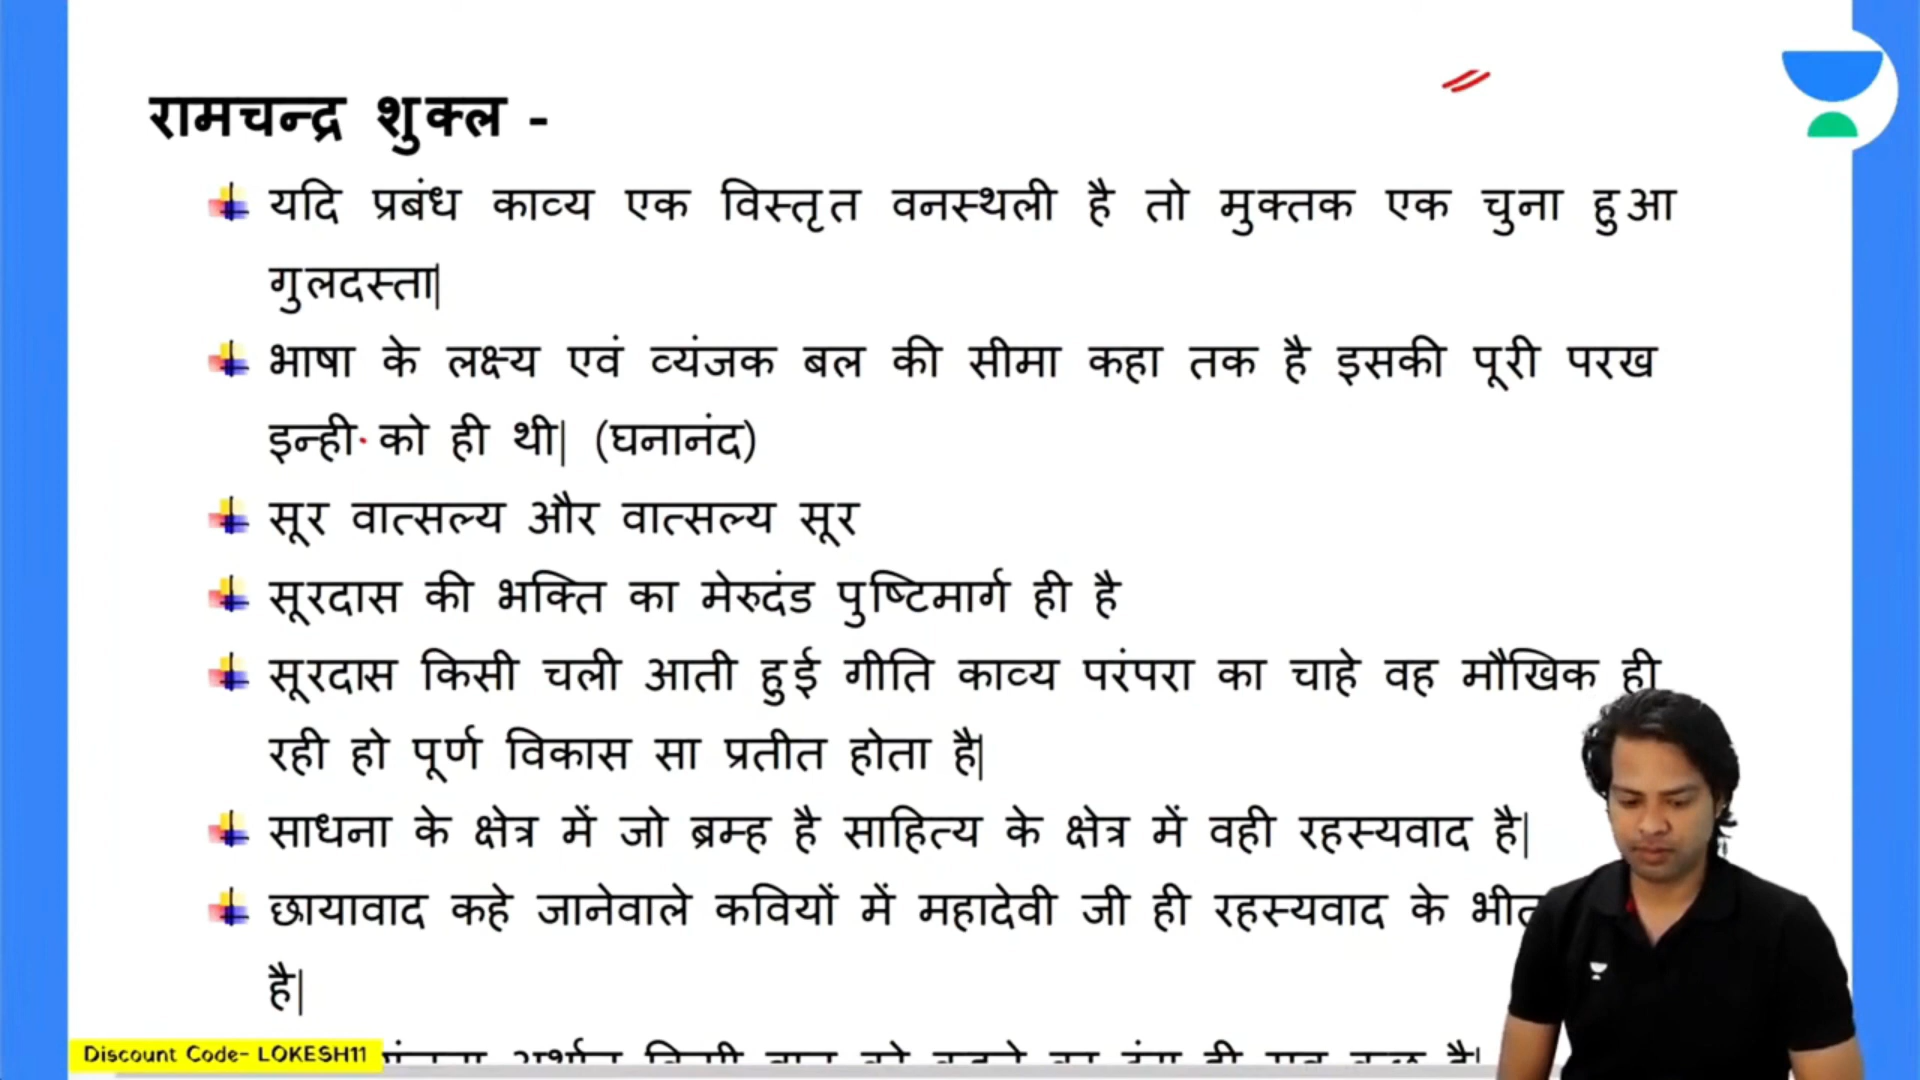 रामचन्द्र शुक्ल -
यदि प्रबंध काव्य एक विस्तृत वनस्थली है तो मुक्तक एक चुना हुआ
गुलदस्ता|
भाषा के लक्ष्य एवं व्यंजक बल की सीमा कहा तक है इसकी पूरी परख
इन्ही को ही थी| (घनानंद)
सूर वात्सल्य और वात्सल्य सूर
सूरदास की भक्ति का मेरुदंड पुष्टिमार्ग ही है
सूरदास किसी चली आती हुई गीति काव्य परंपरा का चाहे वह मौखिक ही
रही हो पूर्ण विकास सा प्रतीत होता है|
साधना के क्षेत्र में जो ब्रम्ह है साहित्य के क्षेत्र में वही रहस्यवाद है|
छायावाद कहे जानेवाले कवियों में महादेवी जी ही रहस्यवाद के
है|
Discount Code- LOKESH11